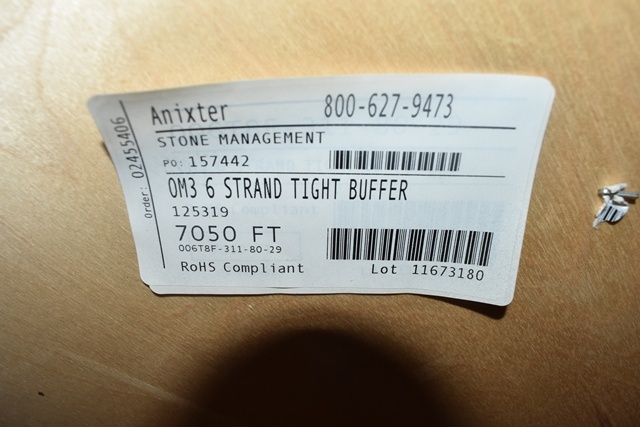 Anixter 800-627-9473
STONE MANAGEMENT
PO: 157442
OM3 6 STRAND TIGHT BUFFER
125319
7050 FT
006T8F-311-80-29
RoHS Compliant Lot 11673180
Order: 02455406